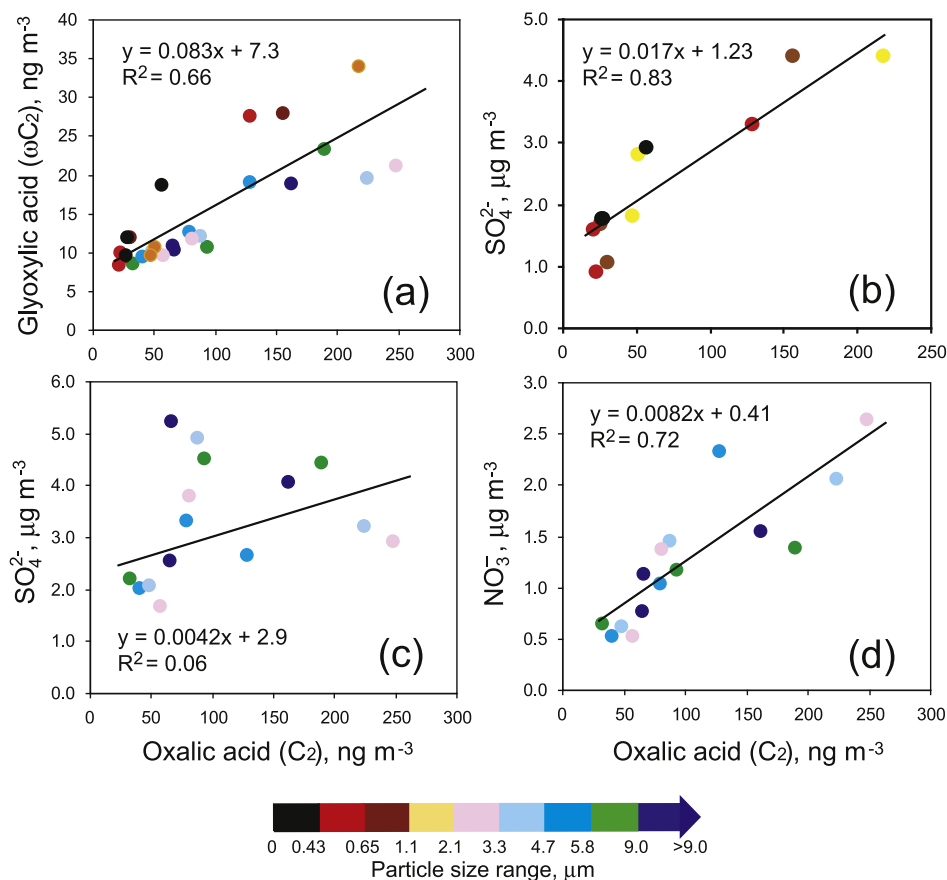 40
35
30
25
20
15
10
5
0
Glyoxylic acid (ωC₂), ng m⁻³
y = 0.083x + 7.3
R² = 0.66
(a)
0 50 100 150 200 250 300
5.0
4.0
3.0
2.0
1.0
0.0
SO₄²⁻, μg m⁻³
y = 0.017x + 1.23
R² = 0.83
(b)
0 50 100 150 200 250
6.0
5.0
4.0
3.0
2.0
1.0
0.0
SO₄²⁻, μg m⁻³
y = 0.0042x + 2.9
R² = 0.06
(c)
0 50 100 150 200 250 300
Oxalic acid (C₂), ng m⁻³
3.0
2.5
2.0
1.5
1.0
0.5
0.0
NO₃⁻, μg m⁻³
y = 0.0082x + 0.41
R² = 0.72
(d)
0 50 100 150 200 250 300
Oxalic acid (C₂), ng m⁻³
0 0.43 0.65 1.1 2.1 3.3 4.7 5.8 9.0 >9.0
Particle size range, μm